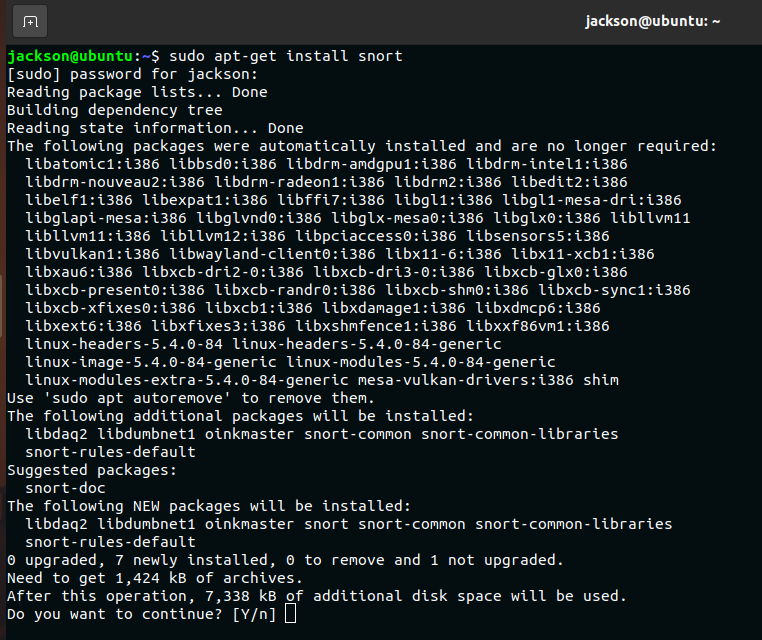 jackson@ubuntu: ~
jackson@ubuntu:~$ sudo apt-get install snort
[sudo] password for jackson:
Reading package lists... Done
Building dependency tree
Reading state information... Done
The following packages were automatically installed and are no longer required:
  libatomic1:i386 libbsd0:i386 libdrm-amdgpu1:i386 libdrm-intel1:i386
  libdrm-nouveau2:i386 libdrm-radeon1:i386 libdrm2:i386 libedit2:i386
  libelf1:i386 libexpat1:i386 libffi7:i386 libgl1:i386 libgl1-mesa-dri:i386
  libglapi-mesa:i386 libglvnd0:i386 libglx-mesa0:i386 libglx0:i386 libllvm11
  libllvm11:i386 libllvm12:i386 libpciaccess0:i386 libsensors5:i386
  libvulkan1:i386 libwayland-client0:i386 libx11-6:i386 libx11-xcb1:i386
  libxau6:i386 libxcb-dri2-0:i386 libxcb-dri3-0:i386 libxcb-glx0:i386
  libxcb-present0:i386 libxcb-randr0:i386 libxcb-shm0:i386 libxcb-sync1:i386
  libxcb-xfixes0:i386 libxcb1:i386 libxdamage1:i386 libxdmcp6:i386
  libxext6:i386 libxfixes3:i386 libxshmfence1:i386 libxxf86vm1:i386
  linux-headers-5.4.0-84 linux-headers-5.4.0-84-generic
  linux-image-5.4.0-84-generic linux-modules-5.4.0-84-generic
  linux-modules-extra-5.4.0-84-generic mesa-vulkan-drivers:i386 shim
Use 'sudo apt autoremove' to remove them.
The following additional packages will be installed:
  libdaq2 libdumbnet1 oinkmaster snort-common snort-common-libraries
  snort-rules-default
Suggested packages:
  snort-doc
The following NEW packages will be installed:
  libdaq2 libdumbnet1 oinkmaster snort snort-common snort-common-libraries
  snort-rules-default
0 upgraded, 7 newly installed, 0 to remove and 1 not upgraded.
Need to get 1,424 kB of archives.
After this operation, 7,338 kB of additional disk space will be used.
Do you want to continue? [Y/n]